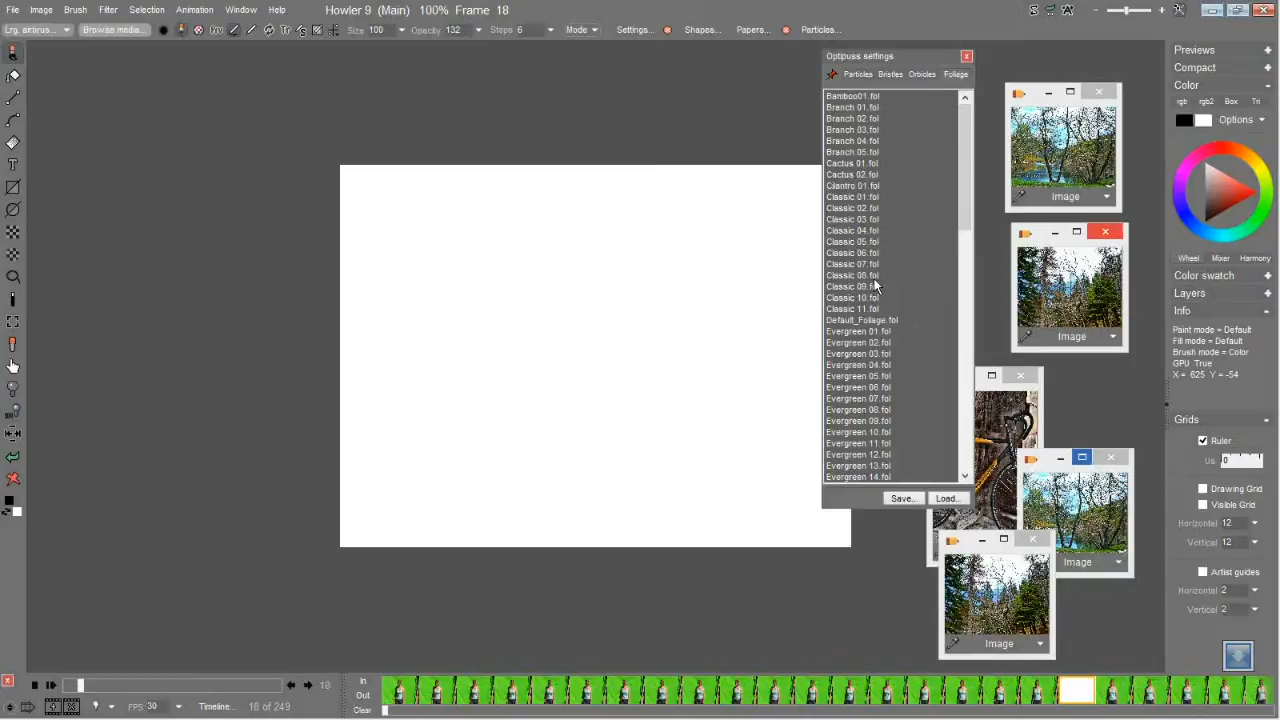 File Image Brush Filter Selections Animation Window Help Howler 9 (Main) 100% Frame 18
Lrg. airbrus... Browse media... Size 100 Opacity 132 Steps 6 Mode Settings... Shapes... Papers... Particles...
Optipuss settings
Particles Bristles Orbicles Foliage
Bamboo01.fol
Branch 01.fol
Branch 02.fol
Branch 03.fol
Branch 04.fol
Branch 05.fol
Cactus 01.fol
Cactus 02.fol
Cilantro 01.fol
Classic 01.fol
Classic 02.fol
Classic 03.fol
Classic 04.fol
Classic 05.fol
Classic 06.fol
Classic 07.fol
Classic 08.fol
Classic 09.fol
Classic 10.fol
Classic 11.fol
Default_Foliage.fol
Evergreen 01.fol
Evergreen 02.fol
Evergreen 03.fol
Evergreen 04.fol
Evergreen 05.fol
Evergreen 06.fol
Evergreen 07.fol
Evergreen 08.fol
Evergreen 09.fol
Evergreen 10.fol
Evergreen 11.fol
Evergreen 12.fol
Evergreen 13.fol
Evergreen 14.fol
Save... Load...
Image
Image
Image
Image
Previews
Compact
Color
rgb rgb2 Box Tri
Options
Wheel Mixer Harmony
Color swatch
Layers
Info
Paint mode = Default
Fill mode = Default
Brush mode = Color
GPU True
X = 625 Y = -54
Grids
Ruler
Us 0
Drawing Grid
Visible Grid
Horizontal 12
Vertical 12
Artist guides
Horizontal 2
Vertical 2
18
In
Out
Clear
FPS 30 Timeline... 18 of 249